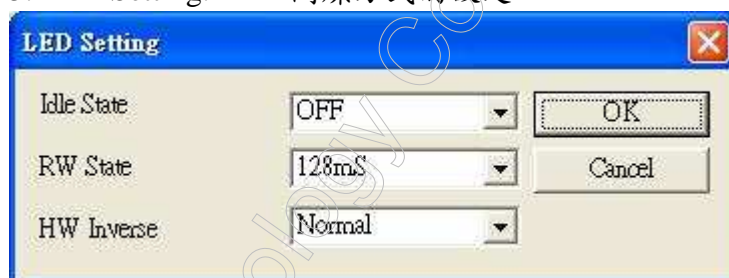 LED Setting
Idle State OFF OK
RW State 128mS Cancel
HW Inverse Normal